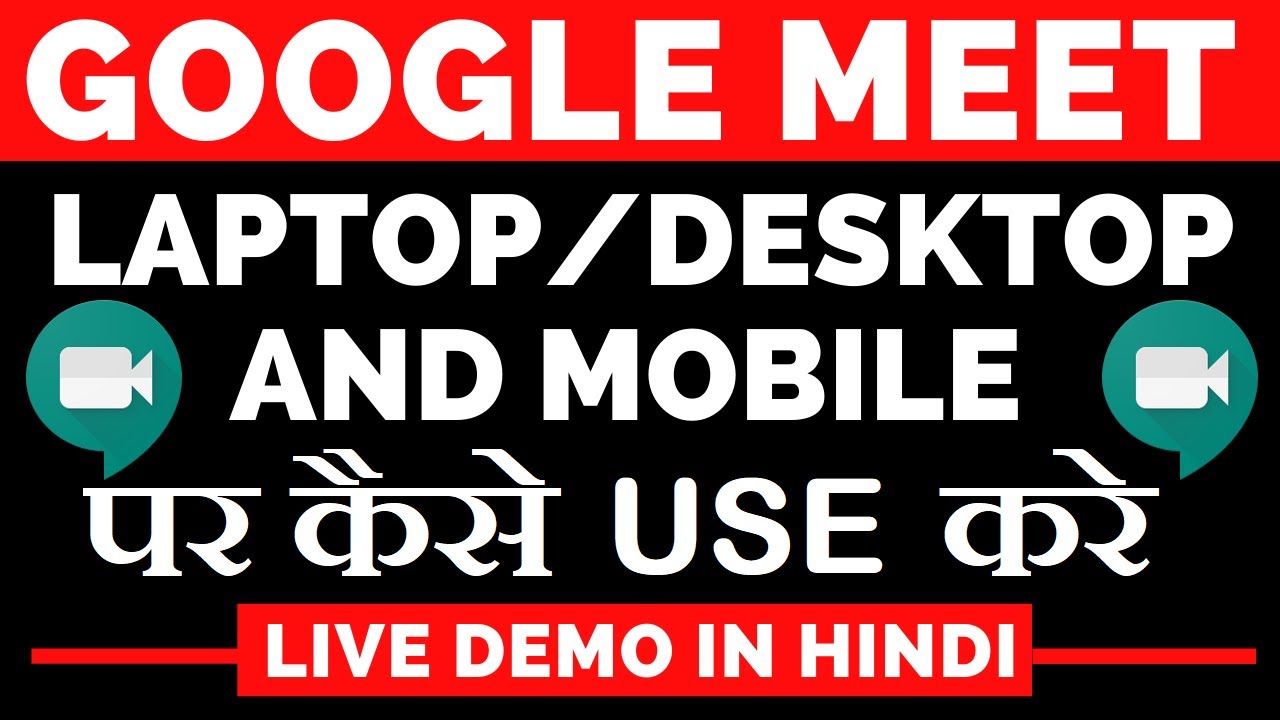 GOOGLE MEET
LAPTOP/DESKTOP
AND MOBILE
पर कैसे USE करे
LIVE DEMO IN HINDI